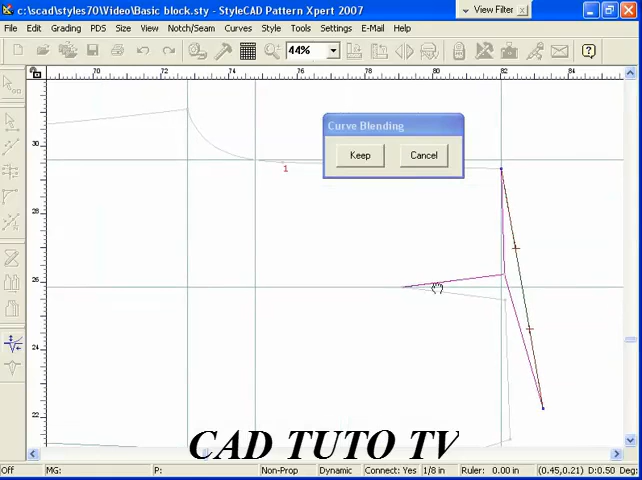 c:\scad\styles70\Video\Basic block.sty - StyleCAD Pattern Xpert 2007
View Filter
File Edit Grading PDS Size View Notch/Seam Curves Style Tools Settings E-Mail Help
44%
70 72 74 76 78 80 82 84
30
28
26
24
22
1
Curve Blending
Keep Cancel
CAD TUTO TV
Off MG: P: Non-Prop Dynamic Connect: Yes 1/8 in Ruler: 0.00 in (0.45,0.21) D:0.50 Deg: